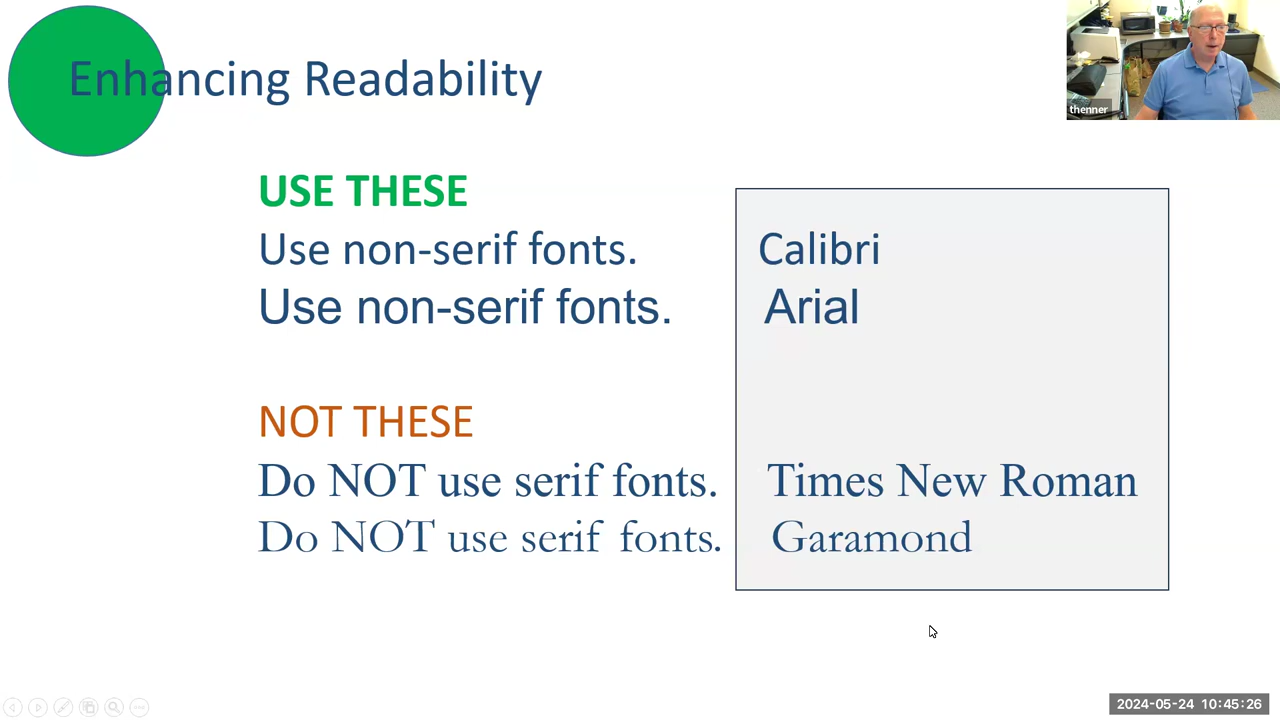 Enhancing Readability
thenner
USE THESE
Use non-serif fonts. Calibri
Use non-serif fonts. Arial
NOT THESE
Do NOT use serif fonts. Times New Roman
Do NOT use serif fonts. Garamond
2024-05-24 10:45:26